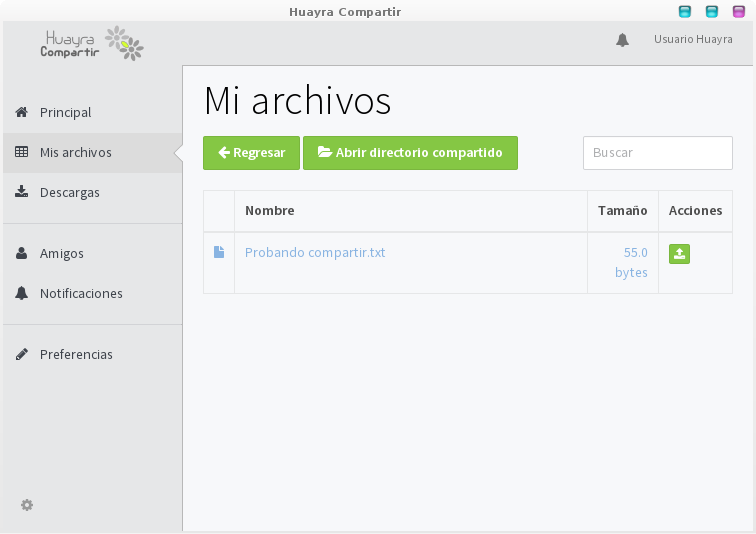 Huayra Compartir
Huayra
Compartir
Usuario Huayra
Principal
Mis archivos
Descargas
Amigos
Notificaciones
Preferencias
Mi archivos
Regresar
Abrir directorio compartido
Buscar
Nombre Tamaño Acciones
Probando compartir.txt 55.0
bytes